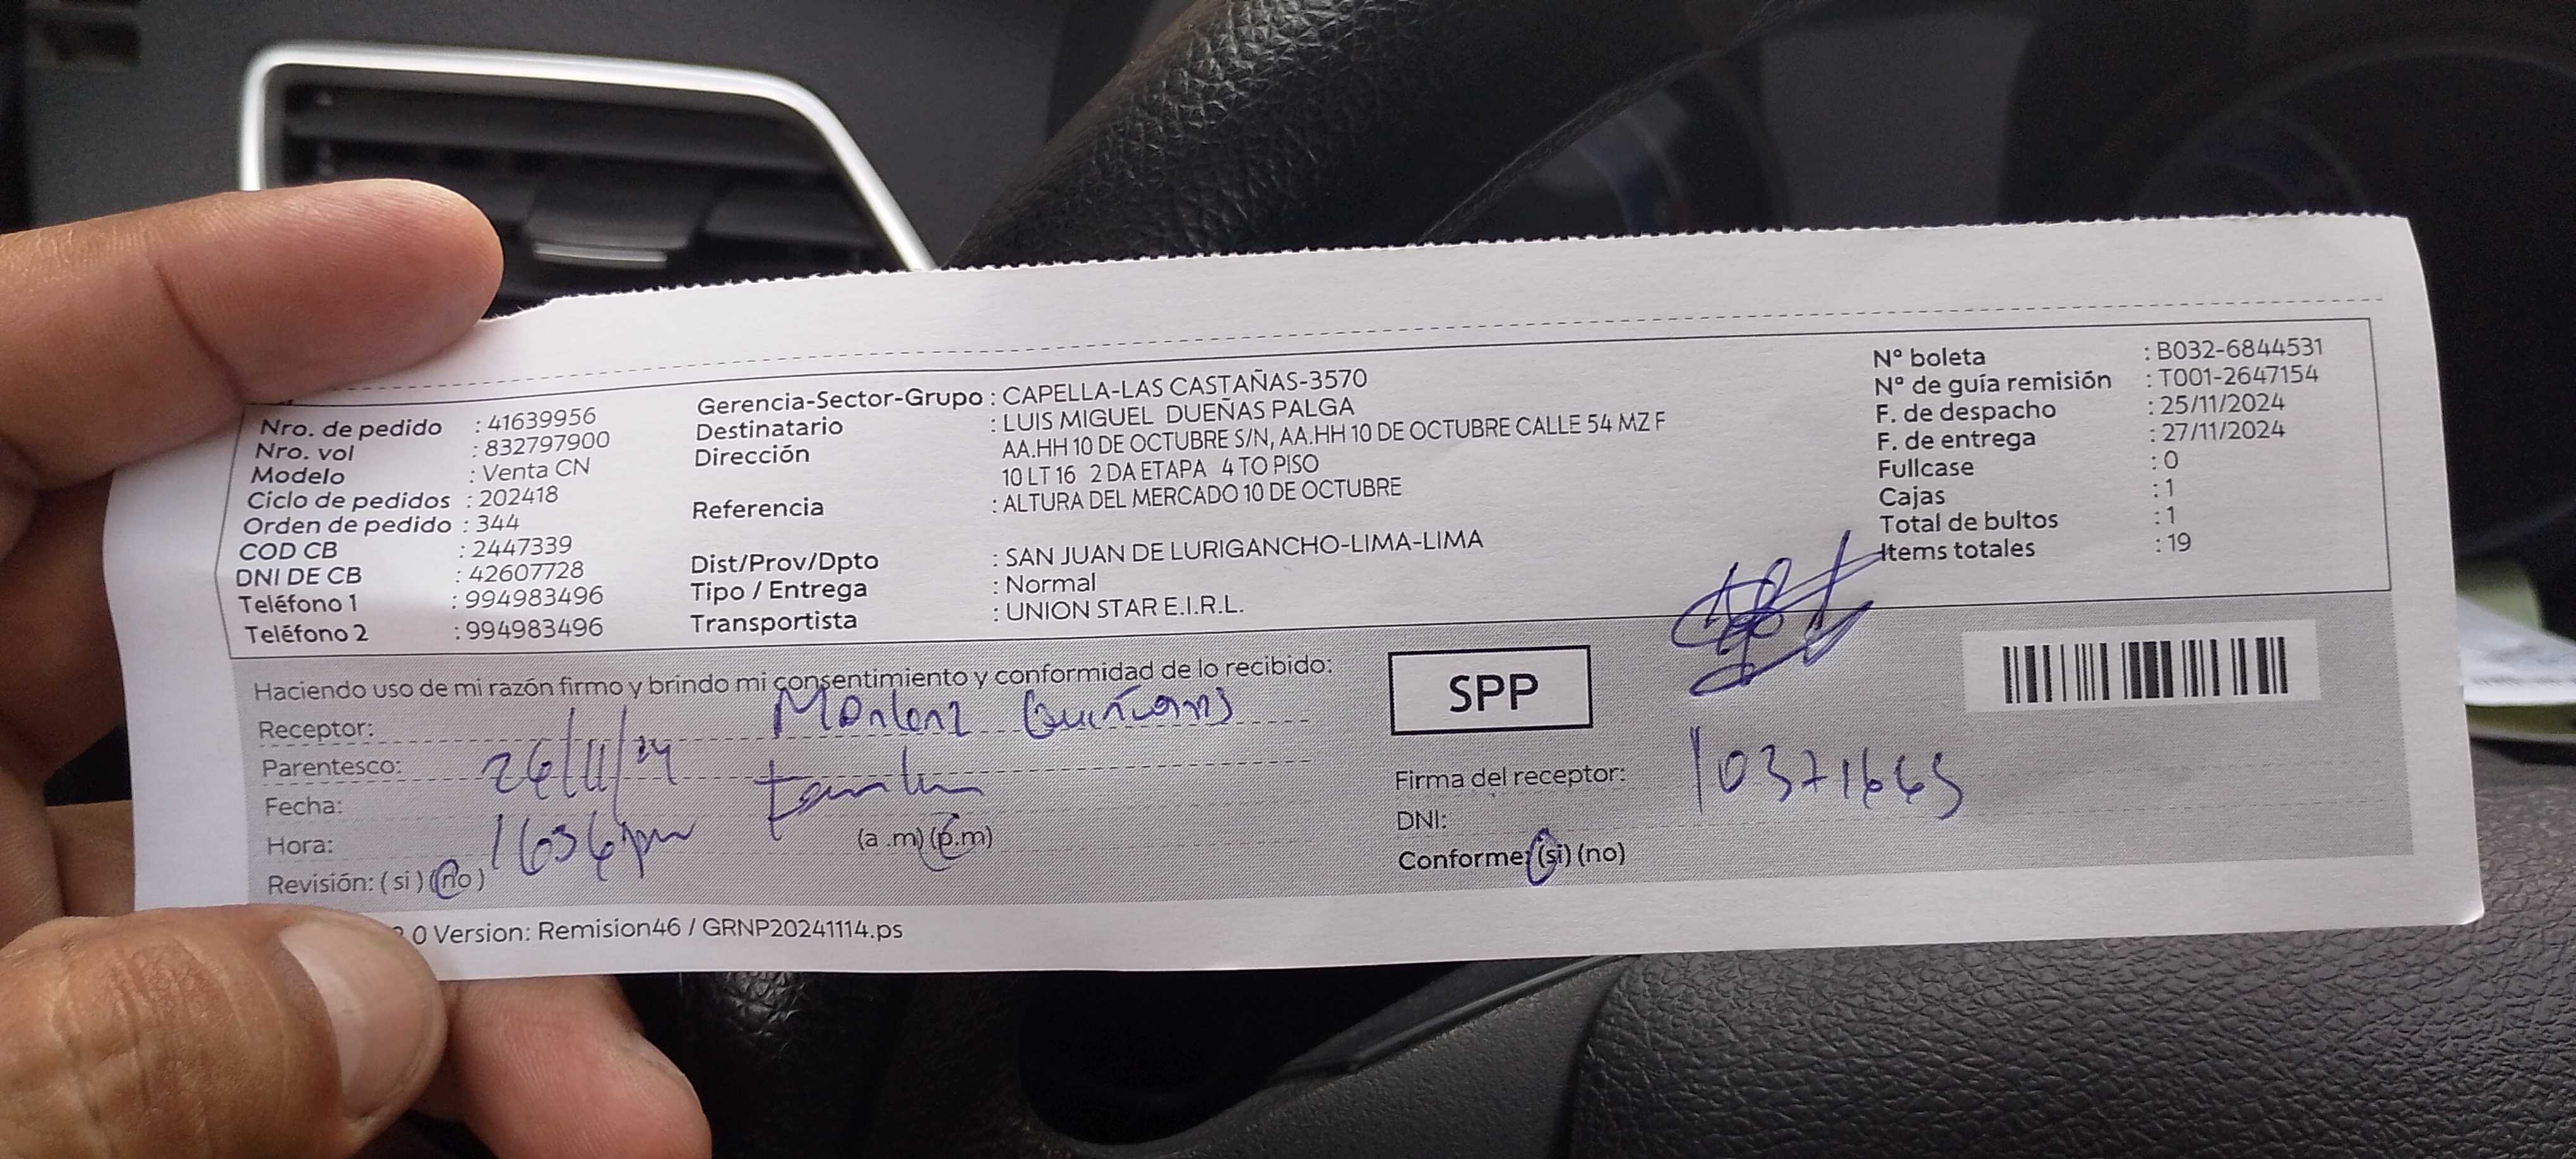 Nro. de pedido : 41639956
Nro. vol : 832797900
Modelo : Venta CN
Ciclo de pedidos : 202418
Orden de pedido : 344
COD CB : 2447339
DNI DE CB : 42607728
Teléfono 1 : 994983496
Teléfono 2 : 994983496
Gerencia-Sector-Grupo : CAPELLA-LAS CASTAÑAS-3570
Destinatario : LUIS MIGUEL DUEÑAS PALGA
Dirección : AA.HH 10 DE OCTUBRE S/N, AA.HH 10 DE OCTUBRE CALLE 54 MZ F
10 LT 16 2 DA ETAPA 4 TO PISO
Referencia : ALTURA DEL MERCADO 10 DE OCTUBRE
Dist/Prov/Dpto : SAN JUAN DE LURIGANCHO-LIMA-LIMA
Tipo / Entrega : Normal
Transportista : UNION STAR E.I.R.L.
N° boleta : B032-6844531
N° de guía remisión : T001-2647154
F. de despacho : 25/11/2024
F. de entrega : 27/11/2024
Fullcase : 0
Cajas : 1
Total de bultos : 1
Items totales : 19
Haciendo uso de mi razón firmo y brindo mi consentimiento y conformidad de lo recibido:
Receptor:
Parentesco:
Fecha: 26/11/24
Hora: (a .m) (p.m)
Revisión: ( si ) (no )
SPP
Firma del receptor:
DNI: 10371665
Conforme: (si) (no)
.0 Version: Remision46 / GRNP20241114.ps